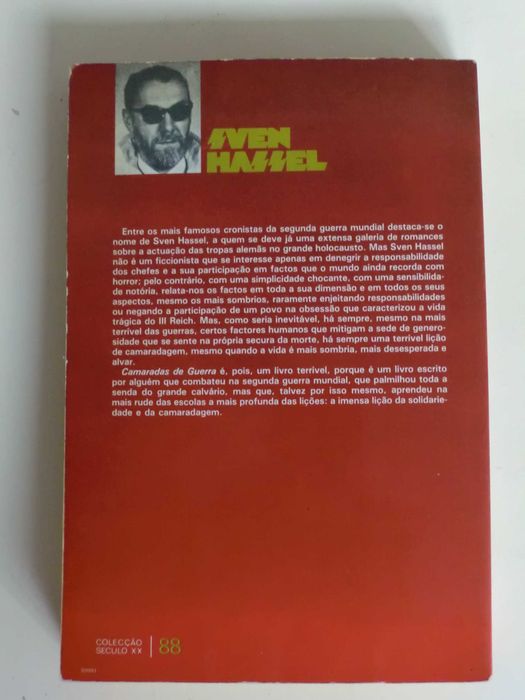 SVEN
HASSEL
Entre os mais famosos cronistas da segunda guerra mundial destaca-se o
nome de Sven Hassel, a quem se deve já uma extensa galeria de romances
sobre a actuação das tropas alemãs no grande holocausto. Mas Sven Hassel
não é um ficcionista que se interesse apenas em denegrir a responsabilidade
dos chefes e a sua participação em factos que o mundo ainda recorda com
horror; pelo contrário, com uma simplicidade chocante, com uma sensibilida-
de notória, relata-nos os factos em toda a sua dimensão e em todos os seus
aspectos, mesmo os mais sombrios, raramente enjeitando responsabilidades
ou negando a participação de um povo na obsessão que caracterizou a vida
trágica do III Reich. Mas, como seria inevitável, há sempre, mesmo na mais
terrível das guerras, certos factores humanos que mitigam a sede de genero-
sidade que se sente na própria secura da morte, há sempre uma terrível lição
de camaradagem, mesmo quando a vida é mais sombria, mais desesperada e
alvar.
Camaradas de Guerra é, pois, um livro terrível, porque é um livro escrito
por alguém que combateu na segunda guerra mundial, que palmilhou toda a
senda do grande calvário, mas que, talvez por isso mesmo, aprendeu na
mais rude das escolas a mais profunda das lições: a imensa lição da solidarie-
dade e da camaradagem.
COLECÇÃO
SECULO XX | 88